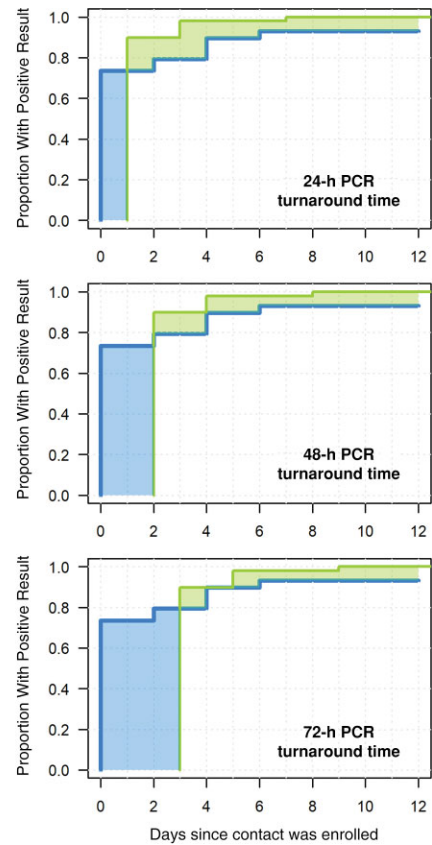 Proportion With Positive Result
1.0
0.8
0.6
0.4
0.2
0.0
24-h PCR
turnaround time
0 2 4 6 8 10 12
Proportion With Positive Result
1.0
0.8
0.6
0.4
0.2
0.0
48-h PCR
turnaround time
0 2 4 6 8 10 12
Proportion With Positive Result
1.0
0.8
0.6
0.4
0.2
0.0
72-h PCR
turnaround time
0 2 4 6 8 10 12
Days since contact was enrolled